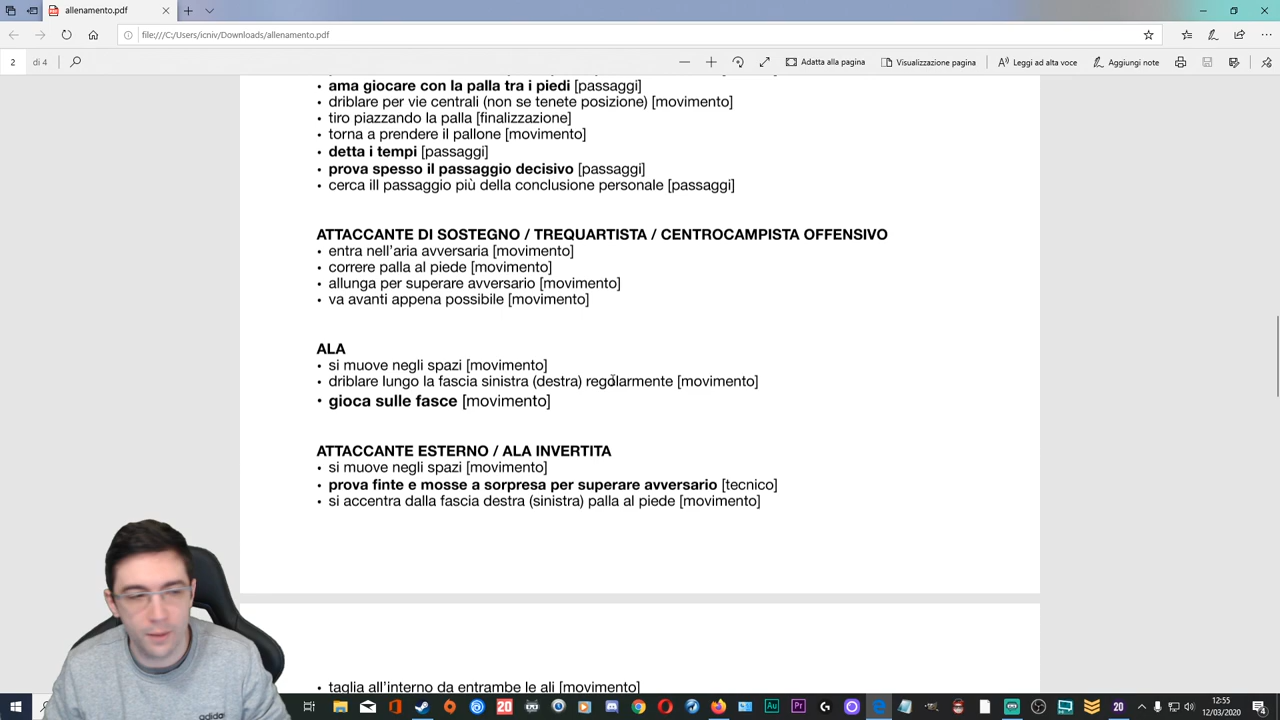 allenamento.pdf
file:///C:/Users/icniv/Downloads/allenamento.pdf
2 di 4
Adatta alla pagina
Visualizzazione pagina
Leggi ad alta voce
Aggiungi note
• ama giocare con la palla tra i piedi [passaggi]
• driblare per vie centrali (non se tenete posizione) [movimento]
• tiro piazzando la palla [finalizzazione]
• torna a prendere il pallone [movimento]
• detta i tempi [passaggi]
• prova spesso il passaggio decisivo [passaggi]
• cerca ill passaggio più della conclusione personale [passaggi]
ATTACCANTE DI SOSTEGNO / TREQUARTISTA / CENTROCAMPISTA OFFENSIVO
• entra nell'aria avversaria [movimento]
• correre palla al piede [movimento]
• allunga per superare avversario [movimento]
• va avanti appena possibile [movimento]
ALA
• si muove negli spazi [movimento]
• driblare lungo la fascia sinistra (destra) regolarmente [movimento]
• gioca sulle fasce [movimento]
ATTACCANTE ESTERNO / ALA INVERTITA
• si muove negli spazi [movimento]
• prova finte e mosse a sorpresa per superare avversario [tecnico]
• si accentra dalla fascia destra (sinistra) palla al piede [movimento]
• taglia all'interno da entrambe le ali [movimento]
adidas
20
Au
Pr
20
12:55
12/03/2020